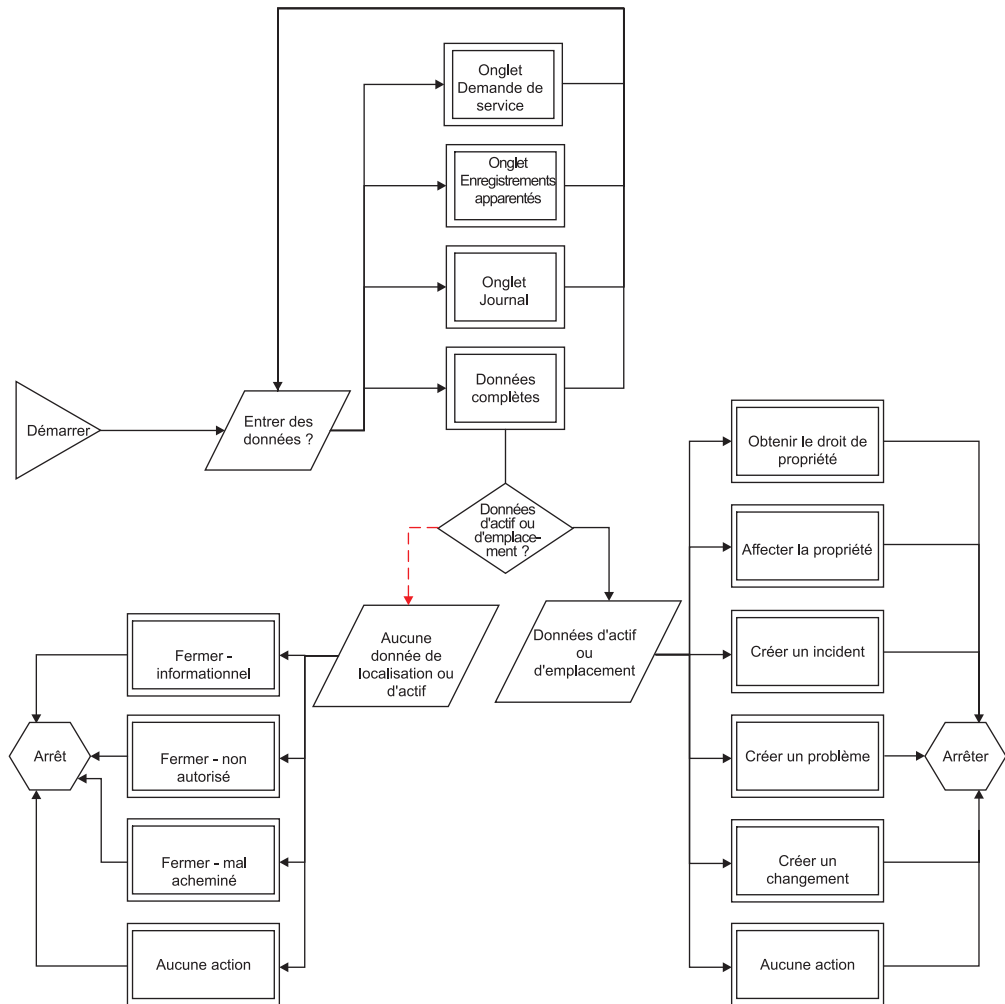 Onglet
Demande de
service
Onglet
Enregistrements
apparentés
Onglet
Journal
Données
complètes
Démarrer
Entrer des
données ?
Données
d'actif ou
d'emplace-
ment ?
Aucune
donnée de
localisation ou
d'actif
Données d'actif
ou
d'emplacement
Fermer - 
informationnel
Fermer - non
autorisé
Fermer - mal
acheminé
Aucune action
Arrêt
Obtenir le droit de
propriété
Affecter la propriété
Créer un incident
Créer un problème
Créer un
changement
Aucune action
Arrêter